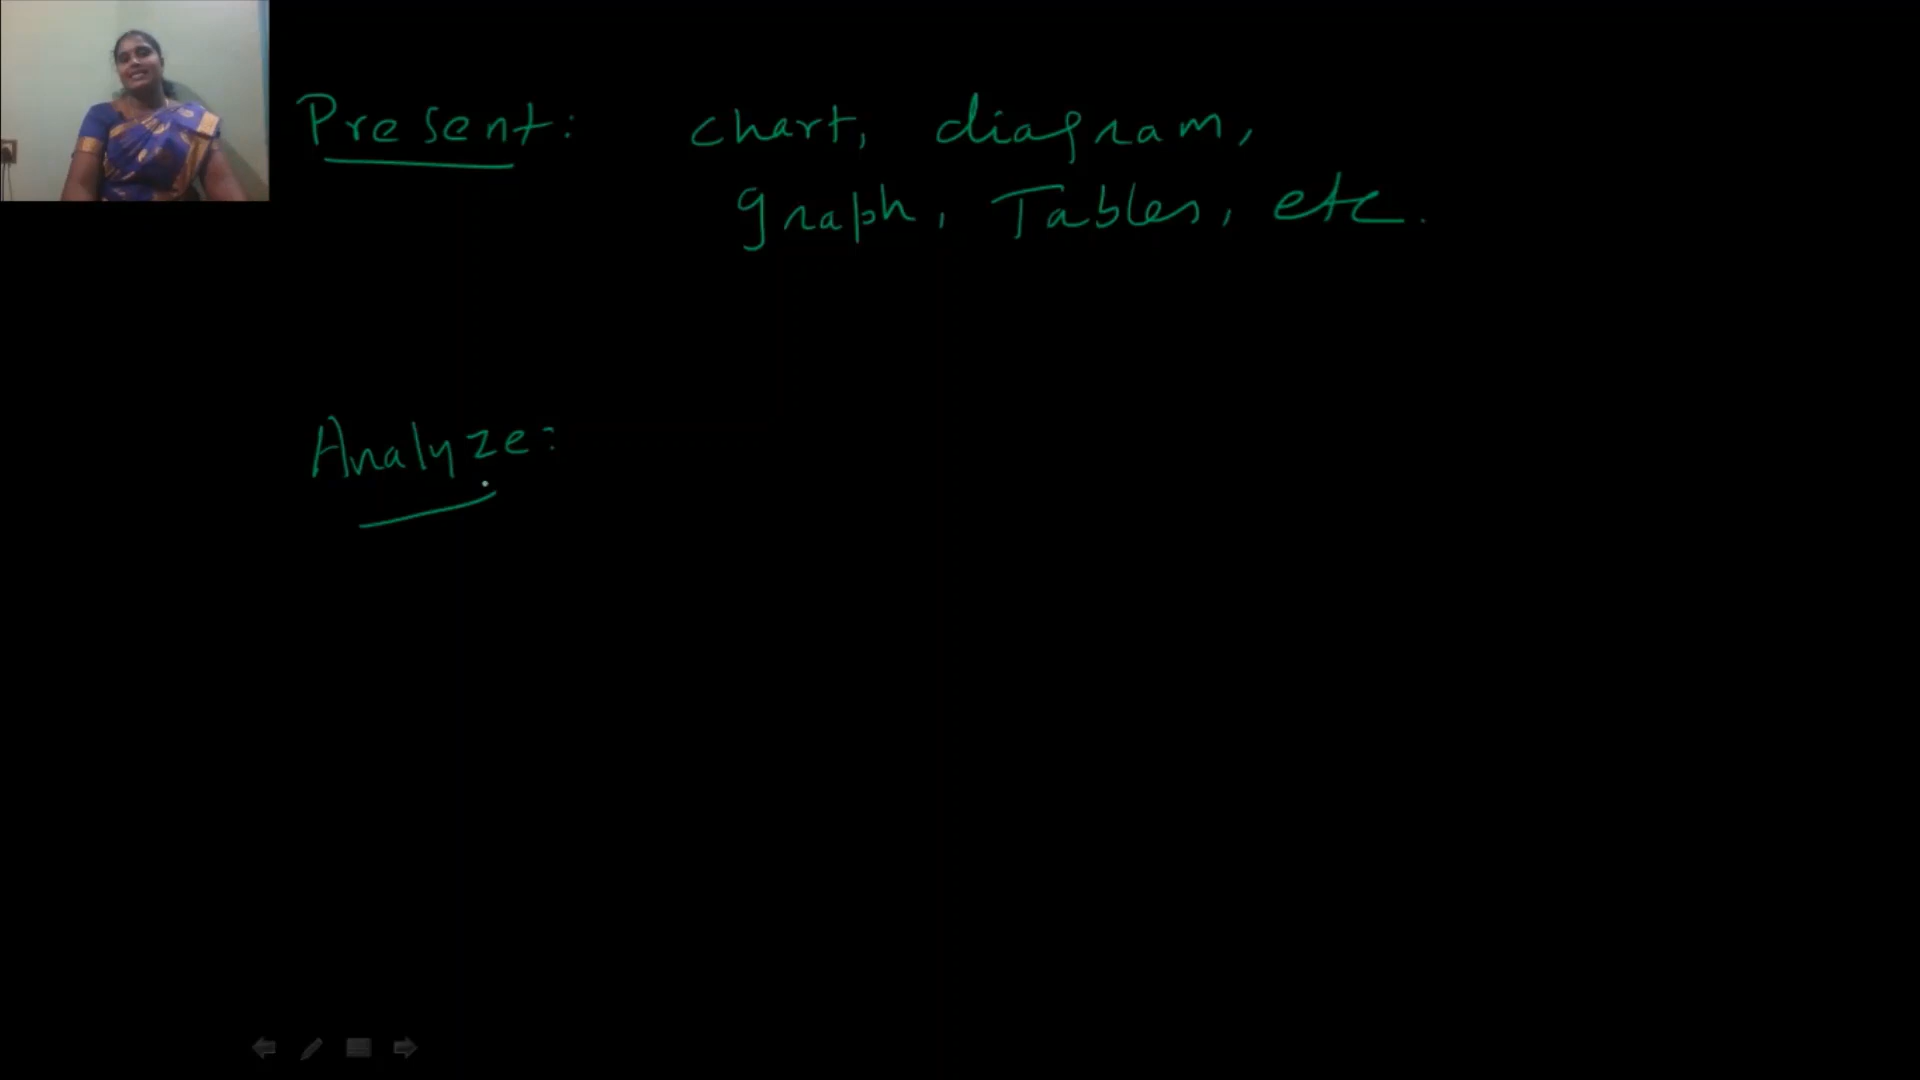 Present: chart, diagram,
graph, Tables, etc.
Analyze: